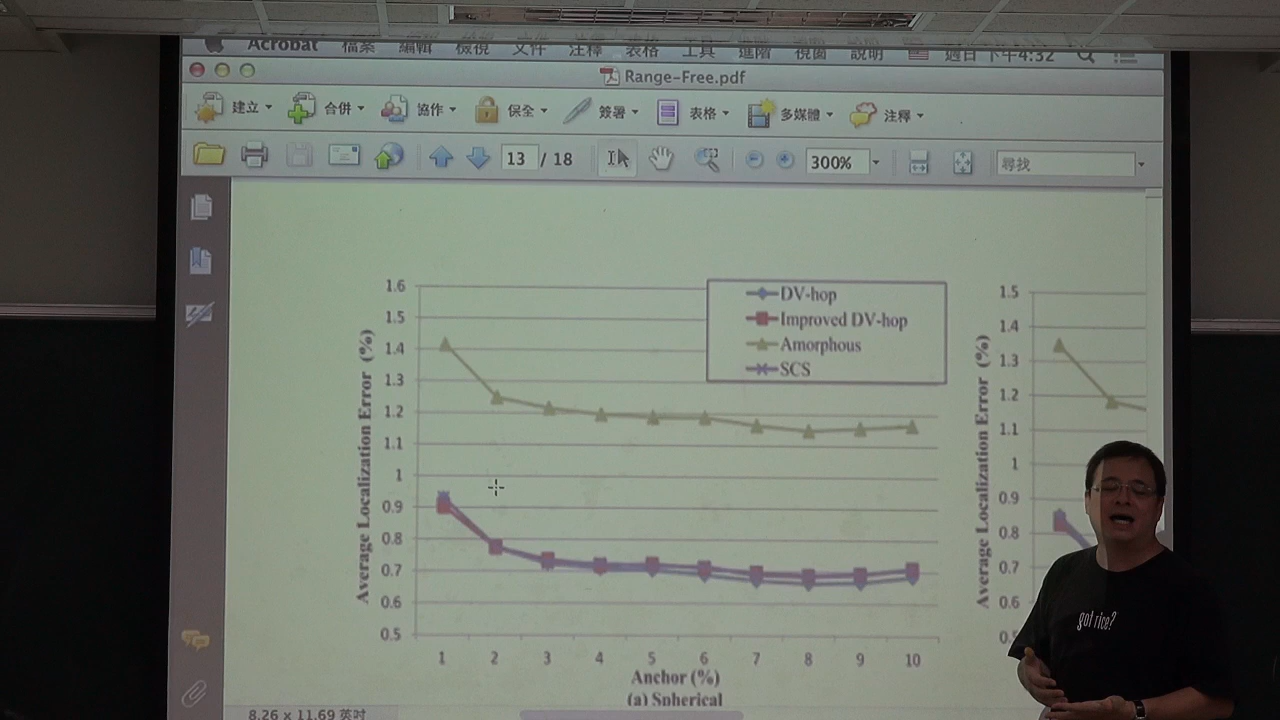 Acrobat 檔案 編輯 檢視 文件 注釋 表格 工具 進階 視窗 說明 週日 下午4:32
Range-Free.pdf
建立 合併 協作 保全 簽署 表格 多媒體 注釋
13 / 18 300% 尋找
DV-hop
Improved DV-hop
Amorphous
SCS
Average Localization Error (%)
1.6
1.5
1.4
1.3
1.2
1.1
1
0.9
0.8
0.7
0.6
0.5
1 2 3 4 5 6 7 8 9 10
Anchor (%)
(a) Spherical
Average Localization Error (%)
1.5
1.4
1.3
1.2
1.1
1
0.9
0.8
0.7
0.6
got rice?
8.26 x 11.69 英吋